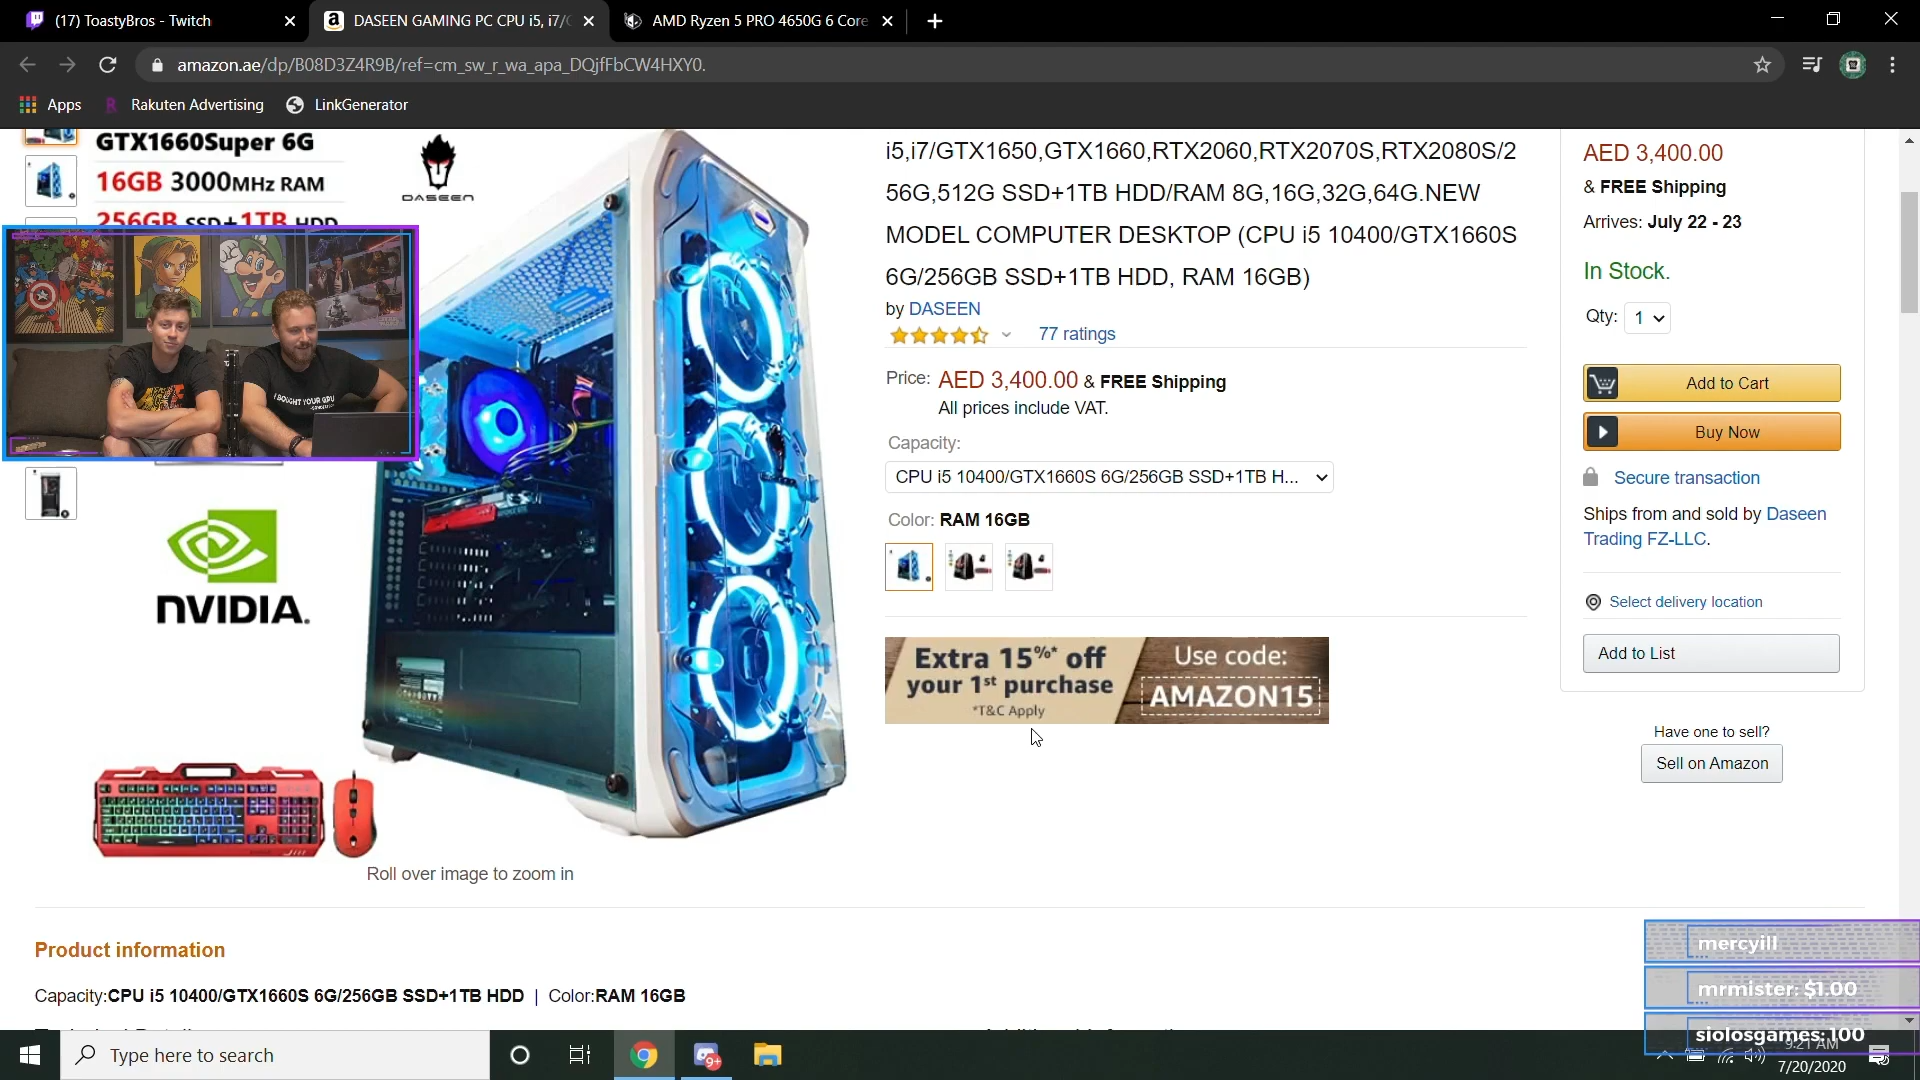 (17) ToastyBros - Twitch
DASEEN GAMING PC CPU i5, i7/
AMD Ryzen 5 PRO 4650G 6 Core
amazon.ae/dp/B08D3Z4R9B/ref=cm_sw_r_wa_apa_DQjfFbCW4HXY0.
Apps
Rakuten Advertising
LinkGenerator
GTX1660Super 6G
16GB 3000MHz RAM
256GB SSD+1TB HDD
DASEEN
NVIDIA.
I BOUGHT YOUR GPU
Roll over image to zoom in
i5,i7/GTX1650,GTX1660,RTX2060,RTX2070S,RTX2080S/2
56G,512G SSD+1TB HDD/RAM 8G,16G,32G,64G.NEW
MODEL COMPUTER DESKTOP (CPU i5 10400/GTX1660S
6G/256GB SSD+1TB HDD, RAM 16GB)
by DASEEN
77 ratings
Price: AED 3,400.00 & FREE Shipping
All prices include VAT.
Capacity:
CPU i5 10400/GTX1660S 6G/256GB SSD+1TB H...
Color: RAM 16GB
Extra 15%* off
your 1st purchase
*T&C Apply
Use code:
AMAZON15
AED 3,400.00
& FREE Shipping
Arrives: July 22 - 23
In Stock.
Qty: 1
Add to Cart
Buy Now
Secure transaction
Ships from and sold by Daseen
Trading FZ-LLC.
Select delivery location
Add to List
Have one to sell?
Sell on Amazon
Product information
Capacity:CPU i5 10400/GTX1660S 6G/256GB SSD+1TB HDD | Color:RAM 16GB
mercyill
mrmister: $1.00
siolosgames: 100
Type here to search
9+
9:21 AM
7/20/2020